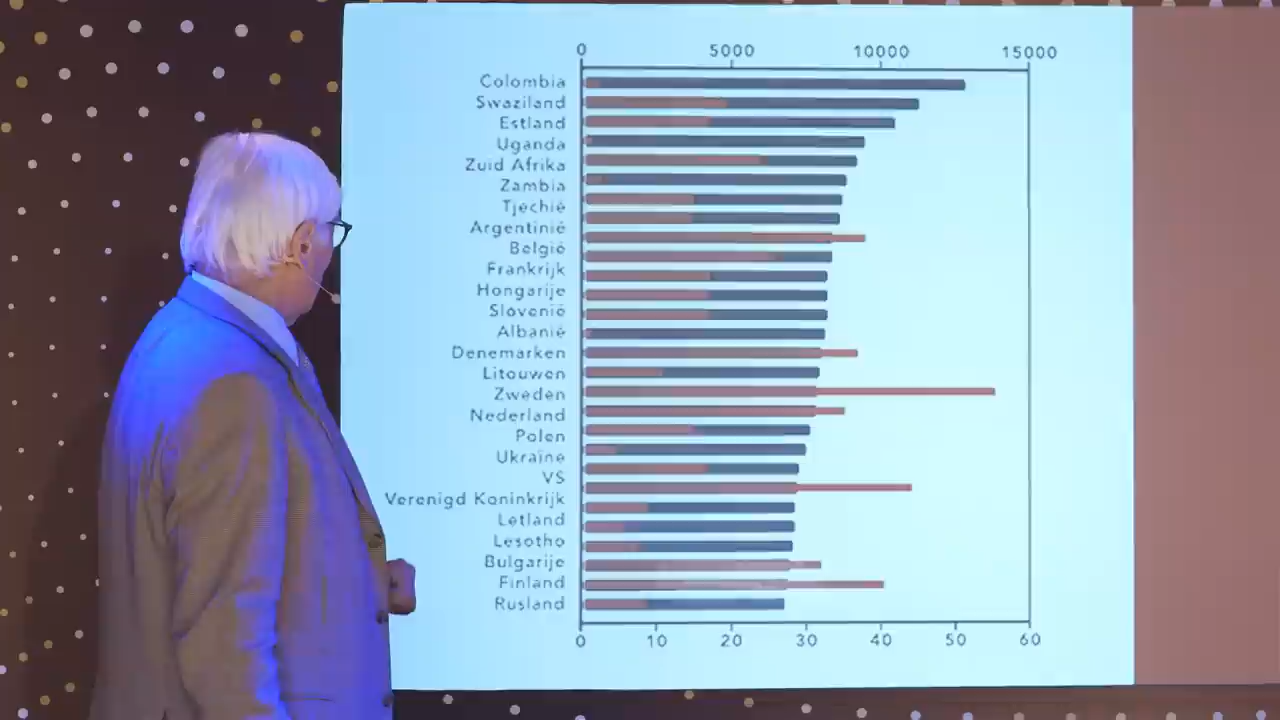 0 5000 10000 15000
Colombia
Swaziland
Estland
Uganda
Zuid Afrika
Zambia
Tjechië
Argentinië
België
Frankrijk
Hongarije
Slovenië
Albanië
Denemarken
Litouwen
Zweden
Nederland
Polen
Ukraïne
VS
Verenigd Koninkrijk
Letland
Lesotho
Bulgarije
Finland
Rusland
0 10 20 30 40 50 60